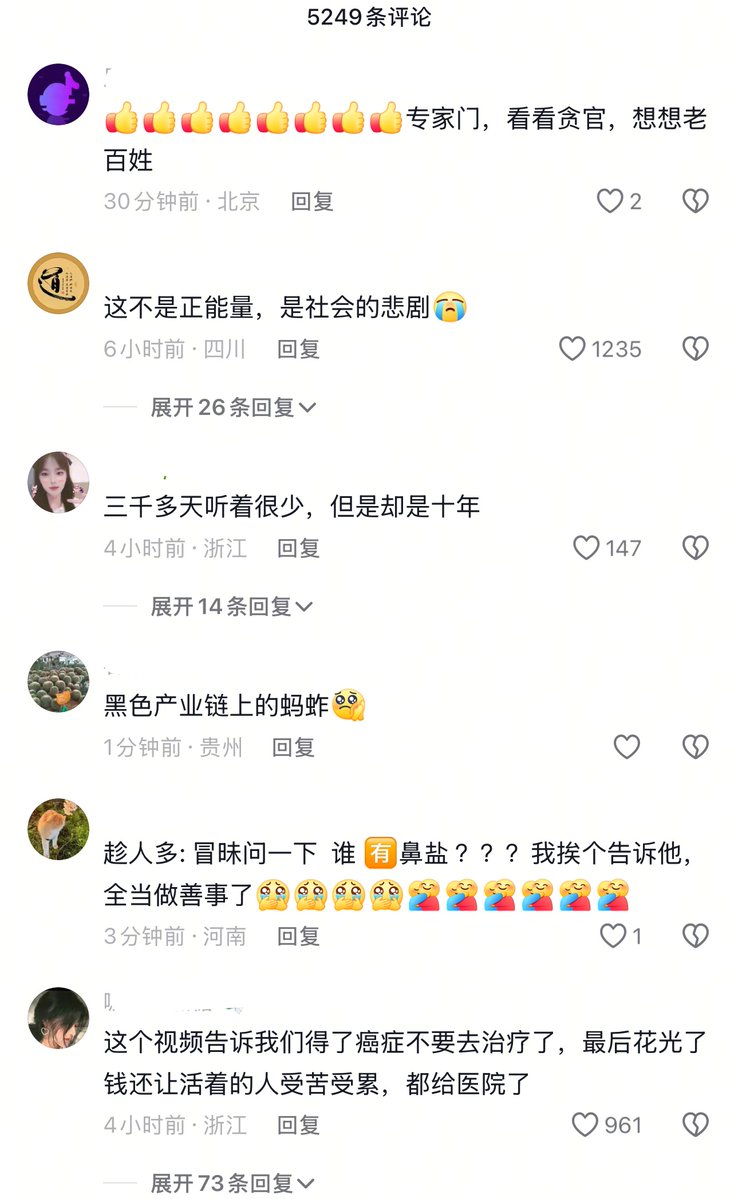 5249条评论
👍👍👍👍👍👍👍👍专家门，看看贪官，想想老
百姓
30分钟前 · 北京 回复 2
道
这不是正能量，是社会的悲剧😭
6小时前 · 四川 回复 1235
展开26条回复
三千多天听着很少，但是却是十年
4小时前 · 浙江 回复 147
展开14条回复
黑色产业链上的蚂蚱
1分钟前 · 贵州 回复
趁人多: 冒昧问一下 谁 🈶鼻盐？？？我挨个告诉他，
全当做善事了🥹🥹🥹🥹🫂🫂🫂🫂🫂🫂
3分钟前 · 河南 回复 1
这个视频告诉我们得了癌症不要去治疗了，最后花光了
钱还让活着的人受苦受累，都给医院了
4小时前 · 浙江 回复 961
展开73条回复